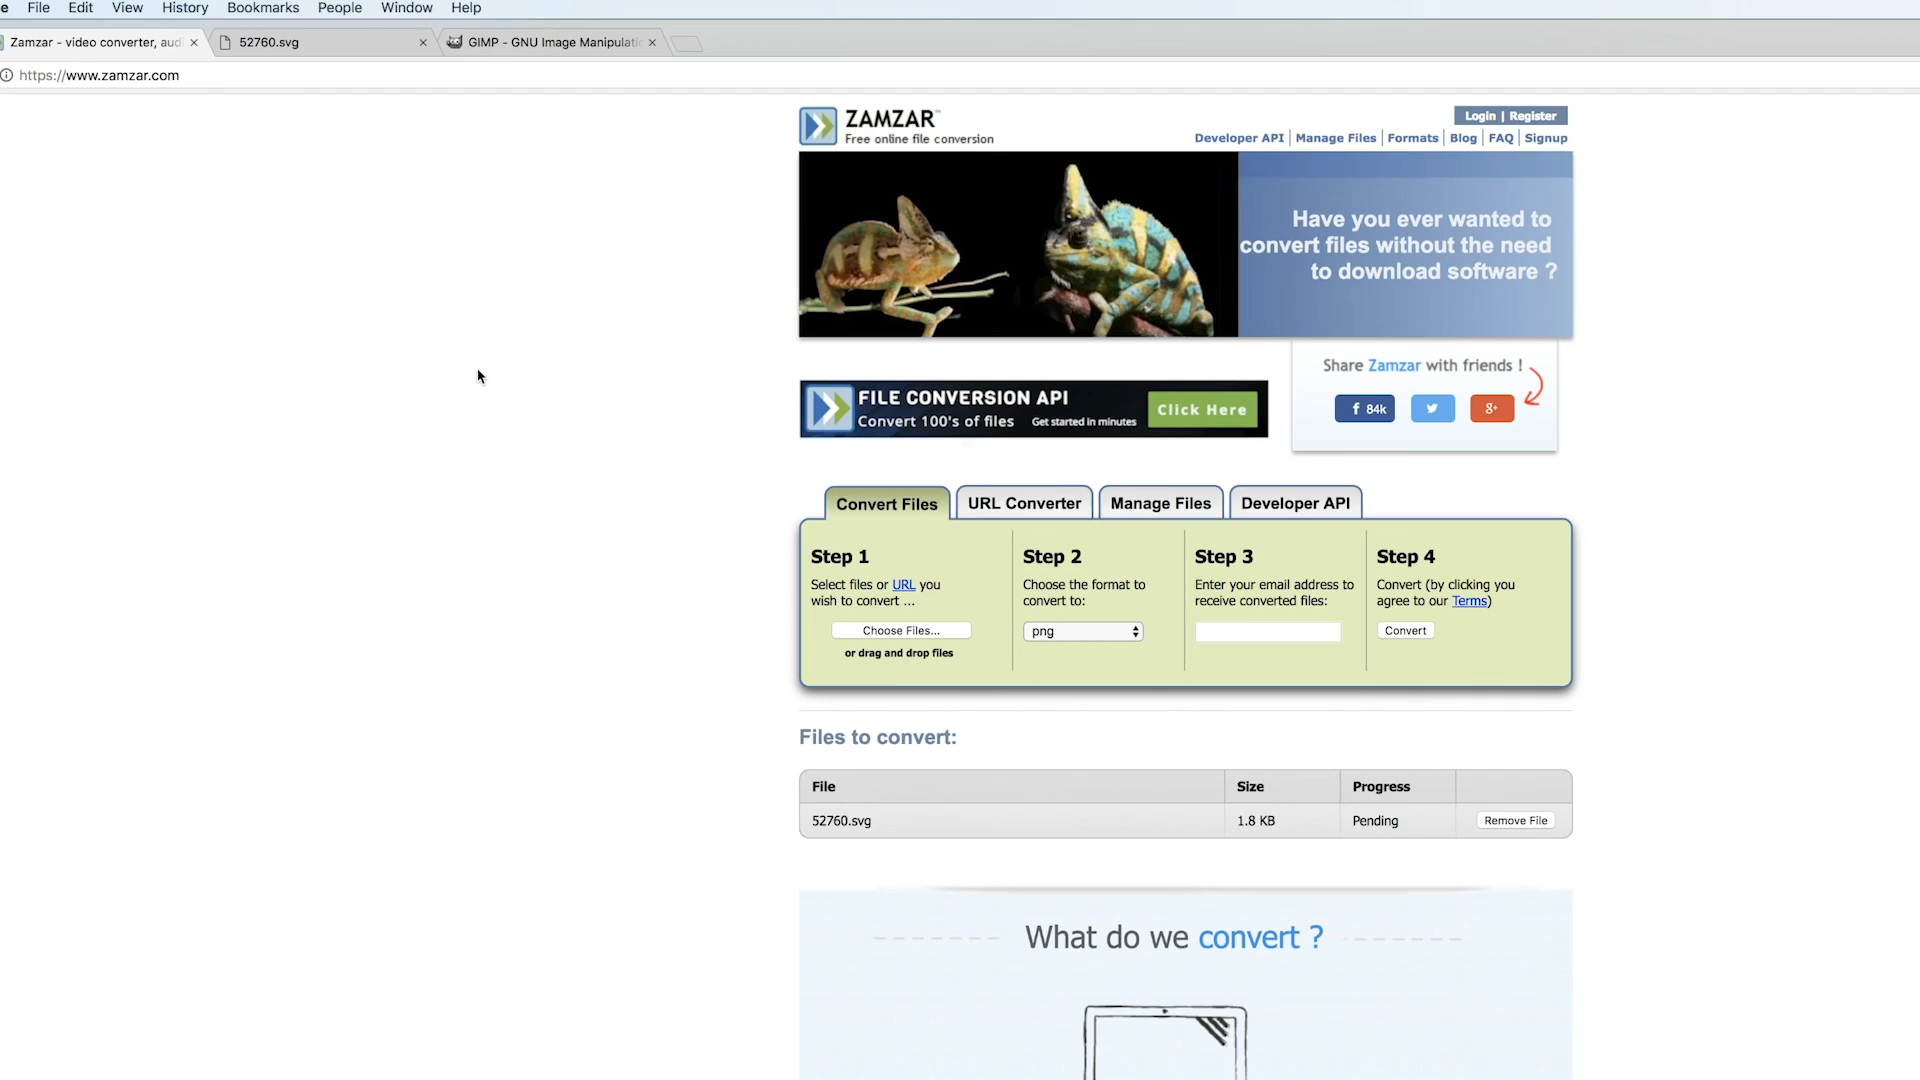 File Edit View History Bookmarks People Window Help
Zamzar - video converter, aud
52760.svg
GIMP - GNU Image Manipulatio
https://www.zamzar.com
ZAMZAR™
Free online file conversion
Login | Register
Developer API | Manage Files | Formats | Blog | FAQ | Signup
Have you ever wanted to
convert files without the need
to download software ?
Share Zamzar with friends !
f 84k
g+
FILE CONVERSION API
Convert 100's of files Get started in minutes
Click Here
Convert Files
URL Converter
Manage Files
Developer API
Step 1
Select files or URL you
wish to convert ...
Choose Files...
or drag and drop files
Step 2
Choose the format to
convert to:
png
Step 3
Enter your email address to
receive converted files:
Step 4
Convert (by clicking you
agree to our Terms)
Convert
Files to convert:
File Size Progress
52760.svg 1.8 KB Pending Remove File
What do we convert ?